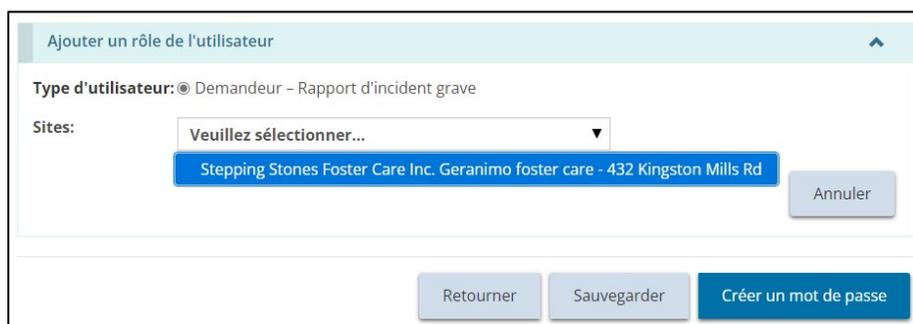 Ajouter un rôle de l'utilisateur
Type d'utilisateur: Demandeur – Rapport d'incident grave
Sites: Veuillez sélectionner...
Stepping Stones Foster Care Inc. Geranimo foster care - 432 Kingston Mills Rd
Annuler
Retourner Sauvegarder Créer un mot de passe